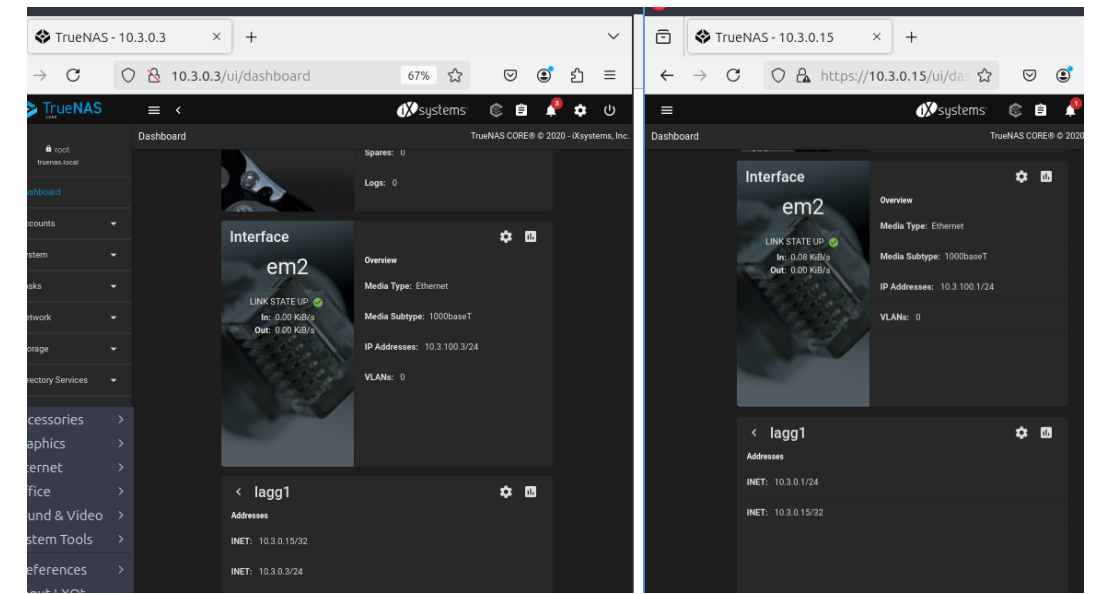 TrueNAS - 10.3.0.3
10.3.0.3/ui/dashboard
67%
TrueNAS
CORE
iXsystems
3
Dashboard
TrueNAS CORE® © 2020 - iXsystems, Inc.
root
truenas.local
ashboard
ccounts
ystem
asks
etwork
orage
rectory Services
Spares: 0
Logs: 0
Interface
em2
LINK STATE UP
In: 0.00 KiB/s
Out: 0.00 KiB/s
Overview
Media Type: Ethernet
Media Subtype: 1000baseT
IP Addresses: 10.3.100.3/24
VLANs: 0
lagg1
Addresses
INET: 10.3.0.15/32
INET: 10.3.0.3/24
cessories
aphics
ternet
ffice
und & Video
stem Tools
eferences
out LXQt
TrueNAS - 10.3.0.15
https://10.3.0.15/ui/das
iXsystems
1
Dashboard
TrueNAS CORE® © 2020
Interface
em2
LINK STATE UP
In: 0.08 KiB/s
Out: 0.00 KiB/s
Overview
Media Type: Ethernet
Media Subtype: 1000baseT
IP Addresses: 10.3.100.1/24
VLANs: 0
lagg1
Addresses
INET: 10.3.0.1/24
INET: 10.3.0.15/32